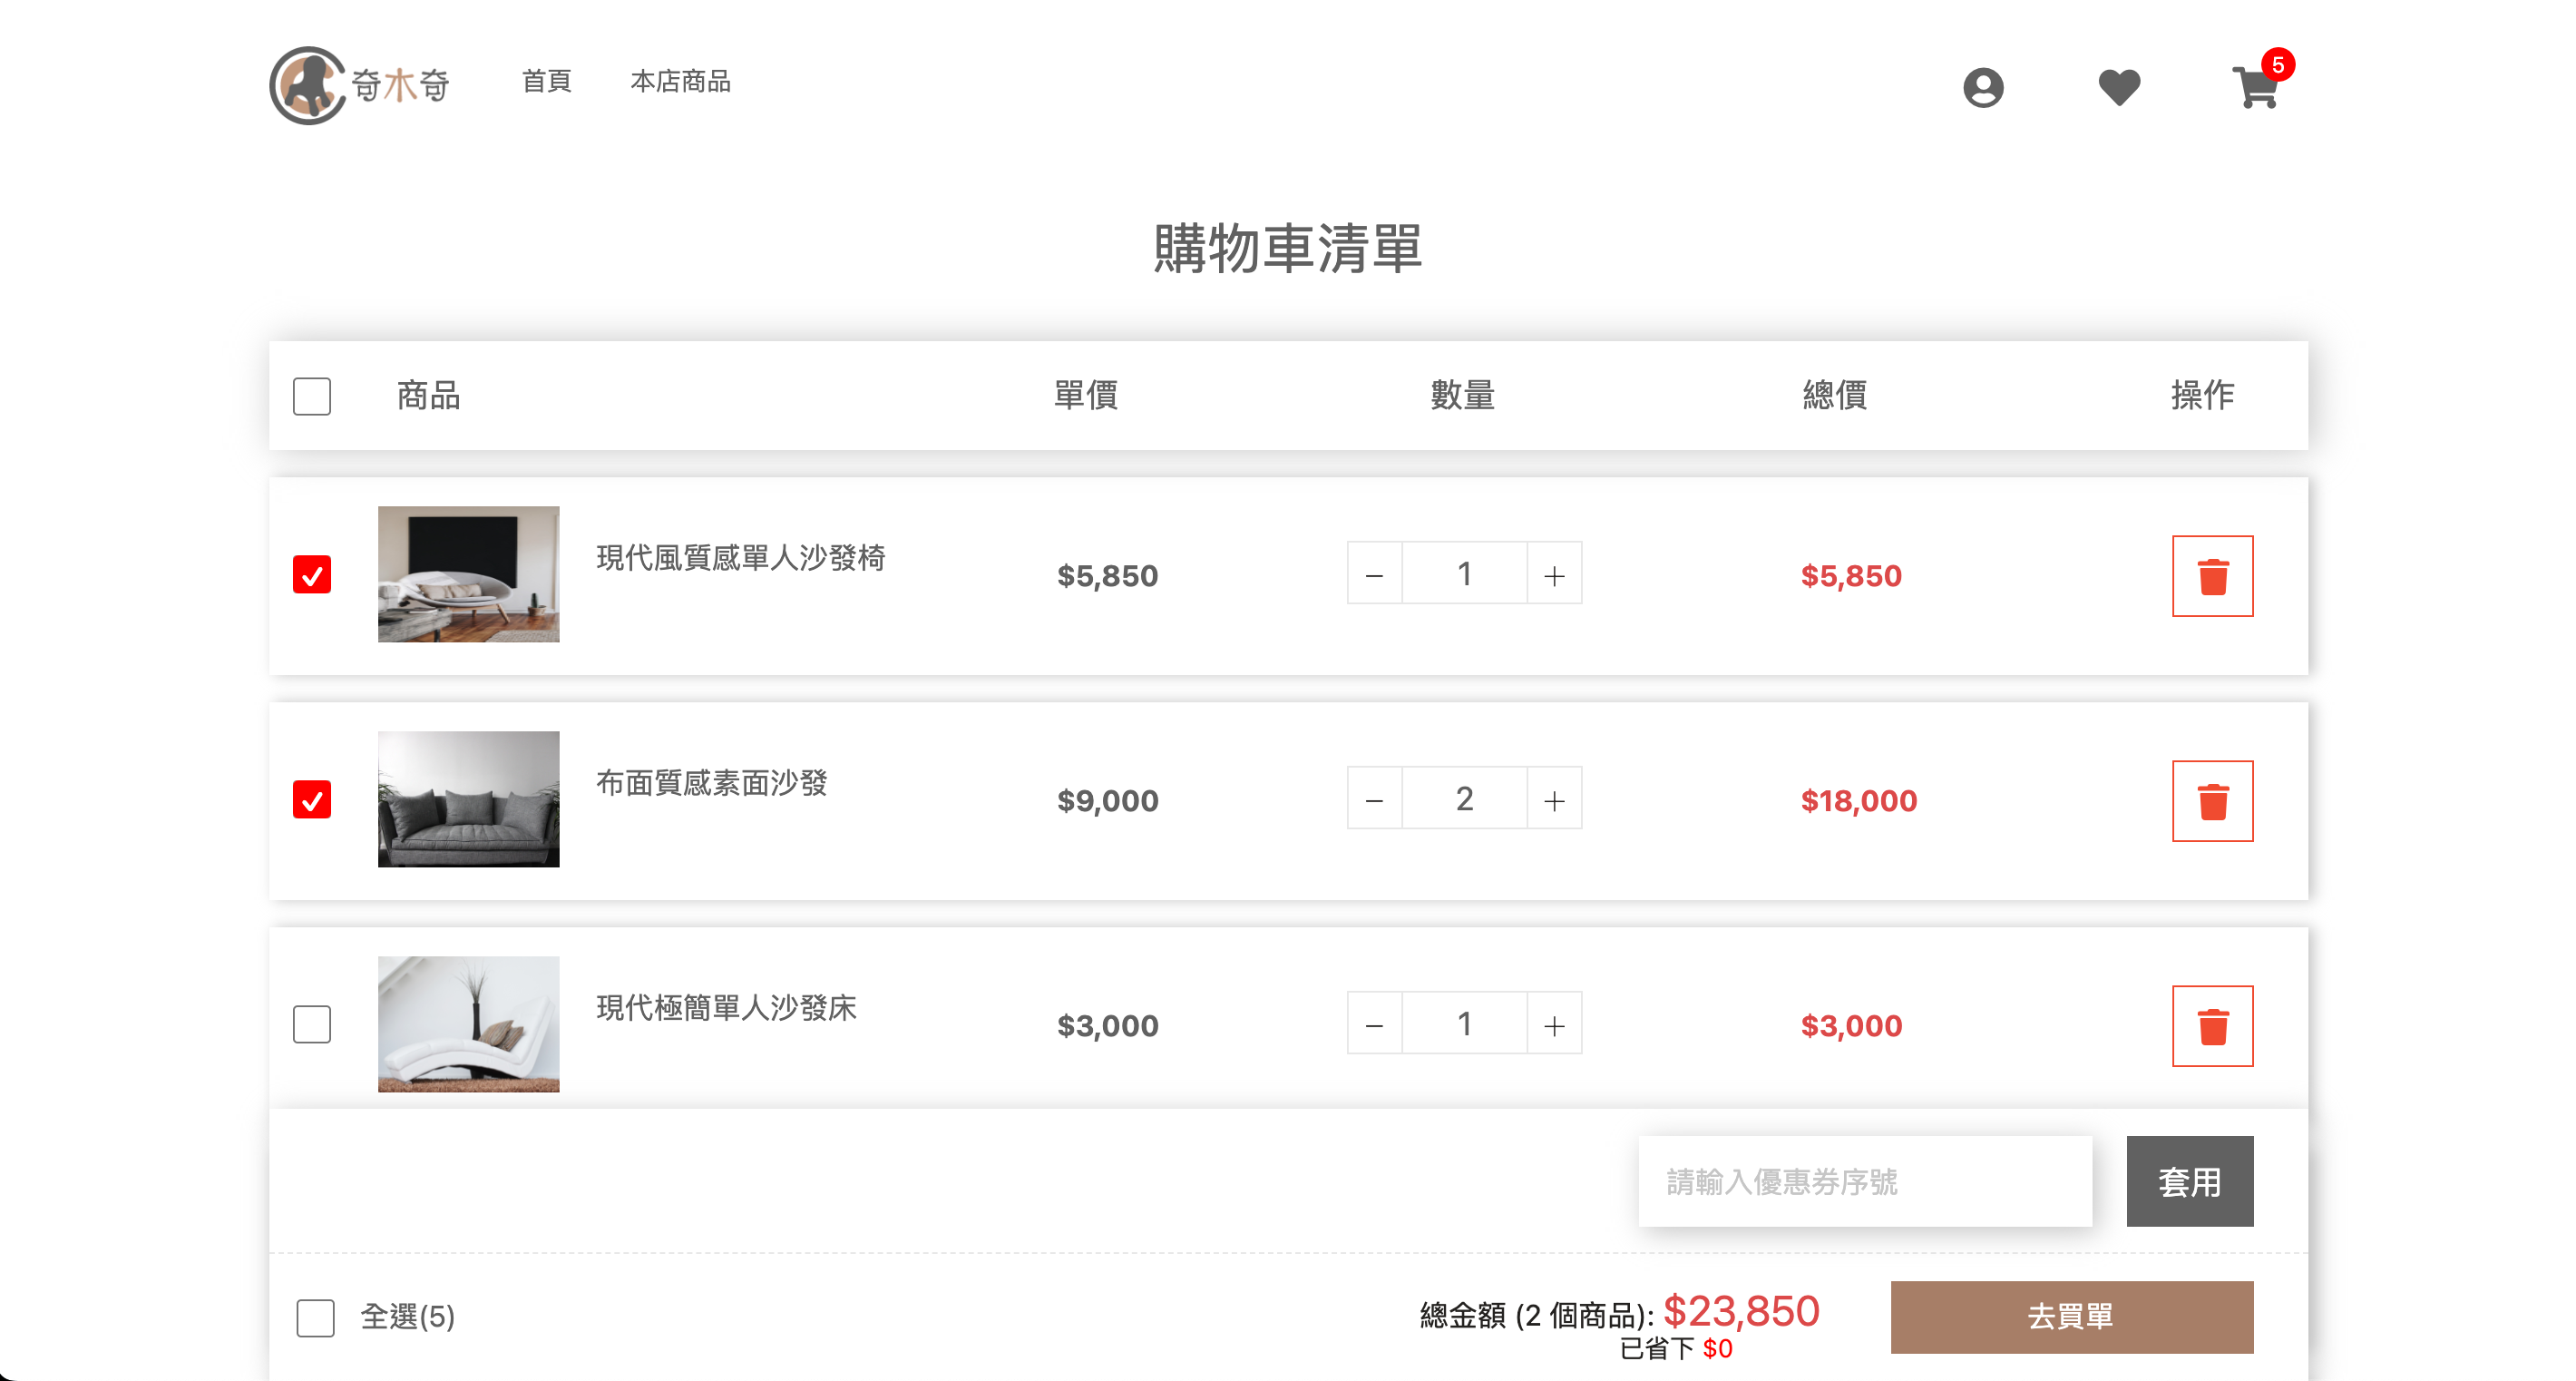 奇木奇
首頁
本店商品
5
購物車清單
商品
單價
數量
總價
操作
現代風質感單人沙發椅
$5,850
1
$5,850
布面質感素面沙發
$9,000
2
$18,000
現代極簡單人沙發床
$3,000
1
$3,000
請輸入優惠券序號
套用
全選(5)
總金額 (2 個商品): $23,850
已省下 $0
去買單